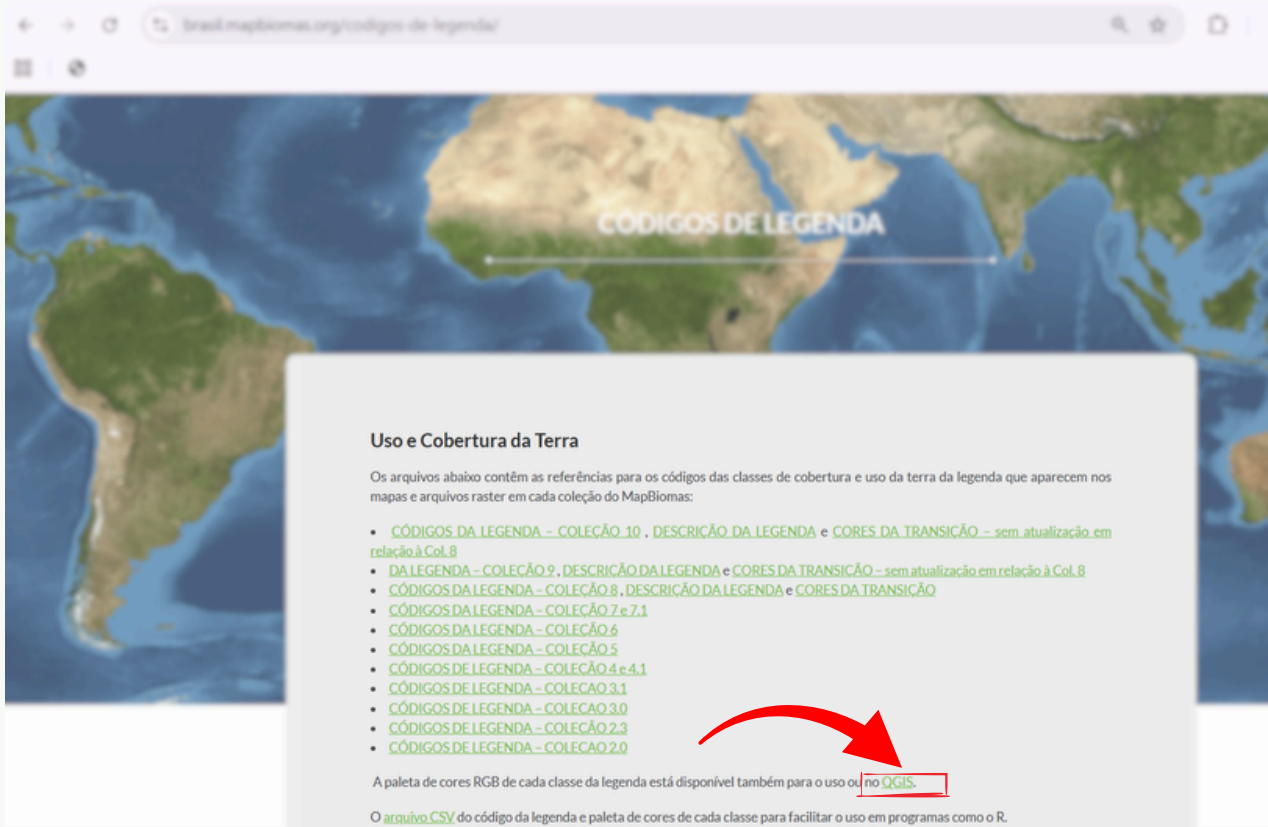 brasil.mapbiomas.org/codigos-de-legenda/
CÓDIGOS DE LEGENDA
Uso e Cobertura da Terra
Os arquivos abaixo contêm as referências para os códigos das classes de cobertura e uso da terra da legenda que aparecem nos
mapas e arquivos raster em cada coleção do MapBiomas:
• CÓDIGOS DA LEGENDA – COLEÇÃO 10 , DESCRIÇÃO DA LEGENDA e CORES DA TRANSIÇÃO – sem atualização em
relação à Col. 8
• DA LEGENDA – COLEÇÃO 9 , DESCRIÇÃO DA LEGENDA e CORES DA TRANSIÇÃO – sem atualização em relação à Col. 8
• CÓDIGOS DA LEGENDA – COLEÇÃO 8 , DESCRIÇÃO DA LEGENDA e CORES DA TRANSIÇÃO
• CÓDIGOS DA LEGENDA – COLEÇÃO 7 e 7.1
• CÓDIGOS DA LEGENDA – COLEÇÃO 6
• CÓDIGOS DA LEGENDA – COLEÇÃO 5
• CÓDIGOS DE LEGENDA – COLEÇÃO 4 e 4.1
• CÓDIGOS DE LEGENDA – COLECAO 3.1
• CÓDIGOS DE LEGENDA – COLECAO 3.0
• CÓDIGOS DE LEGENDA – COLEÇÃO 2.3
• CÓDIGOS DE LEGENDA – COLECAO 2.0
A paleta de cores RGB de cada classe da legenda está disponível também para o uso ou no QGIS.
O arquivo CSV do código da legenda e paleta de cores de cada classe para facilitar o uso em programas como o R.